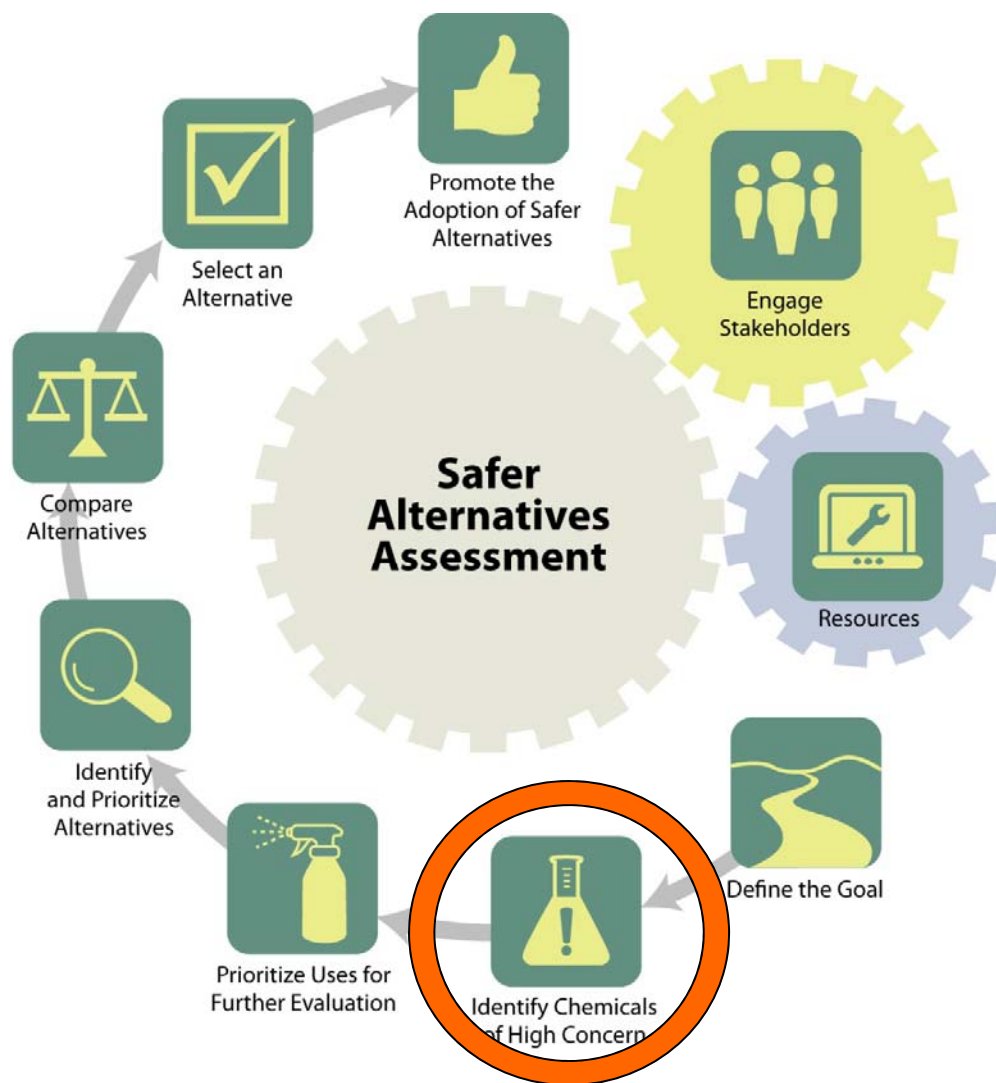 Promote the
Adoption of Safer
Alternatives
Select an
Alternative
Engage
Stakeholders
Compare
Alternatives
Safer
Alternatives
Assessment
Resources
Identify
and Prioritize
Alternatives
Define the Goal
Prioritize Uses for
Further Evaluation
Identify Chemicals
of High Concern